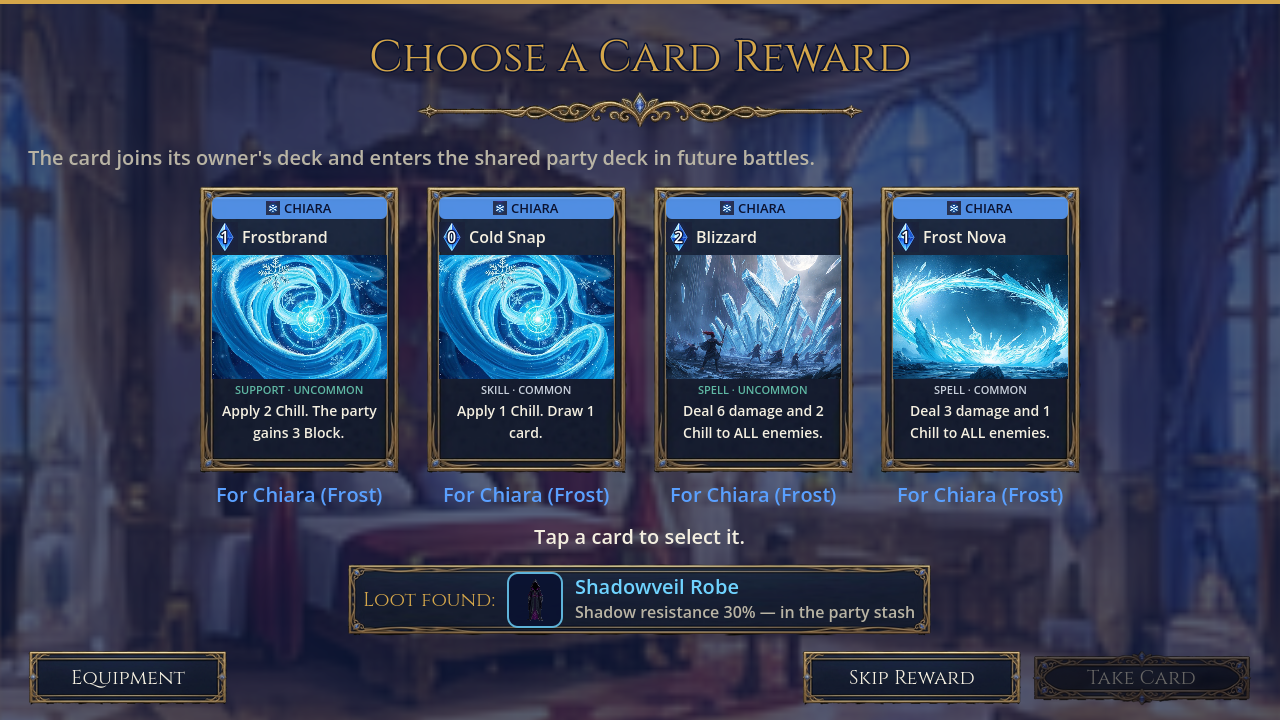 Choose a Card Reward
The card joins its owner's deck and enters the shared party deck in future battles.
CHIARA
1 Frostbrand
SUPPORT · UNCOMMON
Apply 2 Chill. The party
gains 3 Block.
For Chiara (Frost)
CHIARA
0 Cold Snap
SKILL · COMMON
Apply 1 Chill. Draw 1
card.
For Chiara (Frost)
CHIARA
2 Blizzard
SPELL · UNCOMMON
Deal 6 damage and 2
Chill to ALL enemies.
For Chiara (Frost)
CHIARA
1 Frost Nova
SPELL · COMMON
Deal 3 damage and 1
Chill to ALL enemies.
For Chiara (Frost)
Tap a card to select it.
Loot found:
Shadowveil Robe
Shadow resistance 30% — in the party stash
Equipment
Skip Reward
Take Card